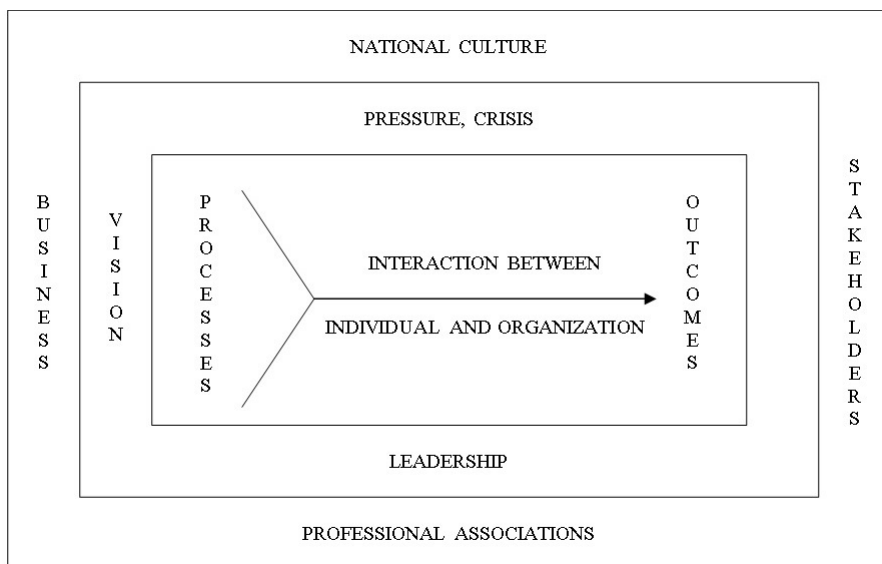 NATIONAL CULTURE
PRESSURE, CRISIS
BUSINESS
VISION
PROCESSES
INTERACTION BETWEEN
INDIVIDUAL AND ORGANIZATION
OUTCOMES
STAKEHOLDERS
LEADERSHIP
PROFESSIONAL ASSOCIATIONS